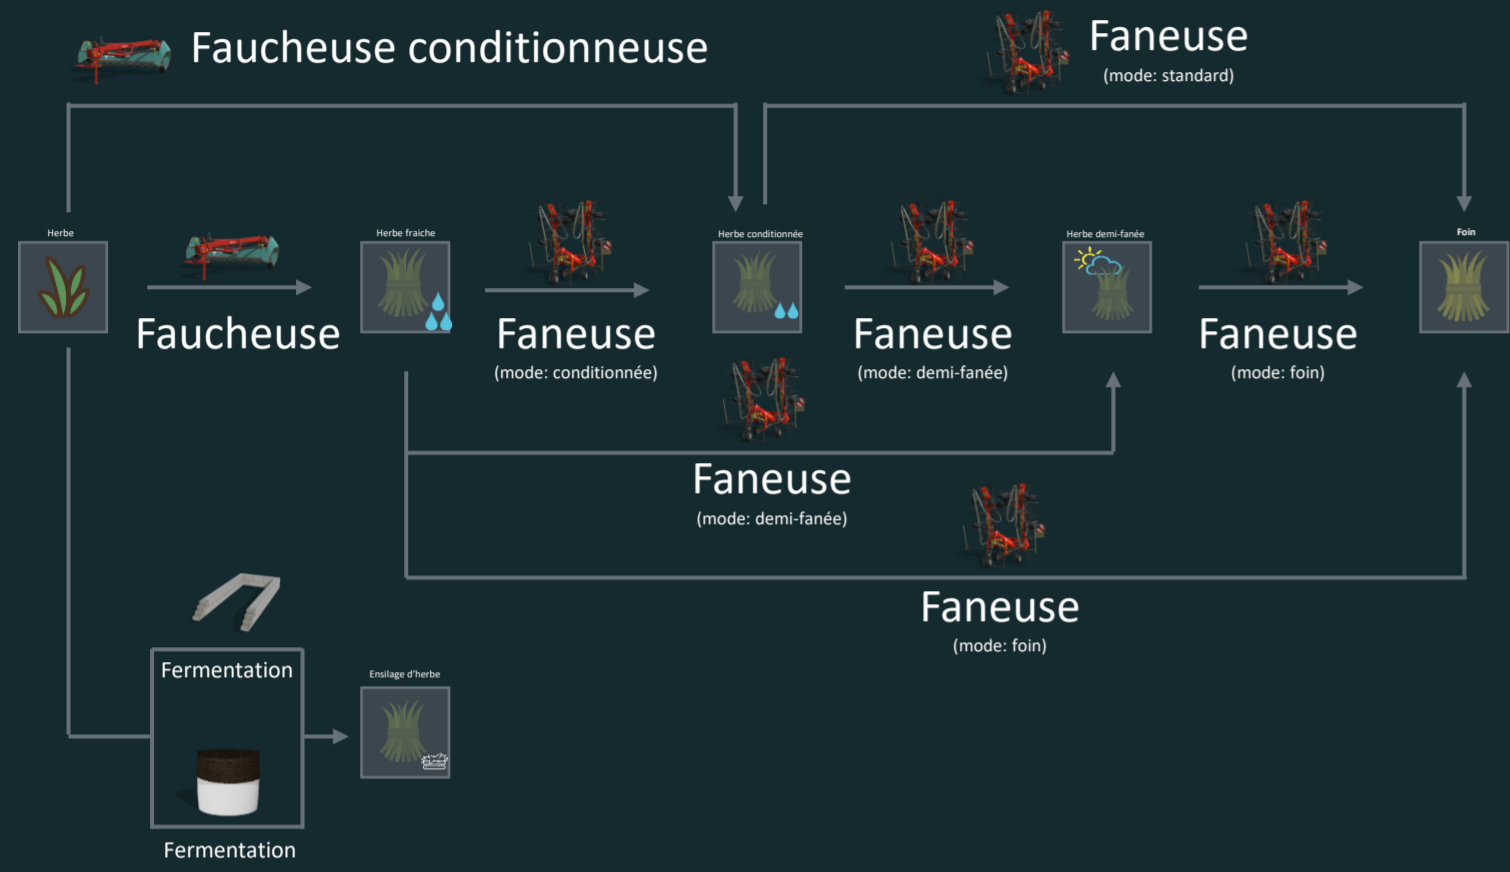 Faucheuse conditionneuse
Faneuse
(mode: standard)
Herbe
Herbe fraiche
Herbe conditionnée
Herbe demi-fanée
Foin
Faucheuse
Faneuse
(mode: conditionnée)
Faneuse
(mode: demi-fanée)
Faneuse
(mode: foin)
Faneuse
(mode: demi-fanée)
Faneuse
(mode: foin)
Fermentation
Ensilage d'herbe
Fermentation